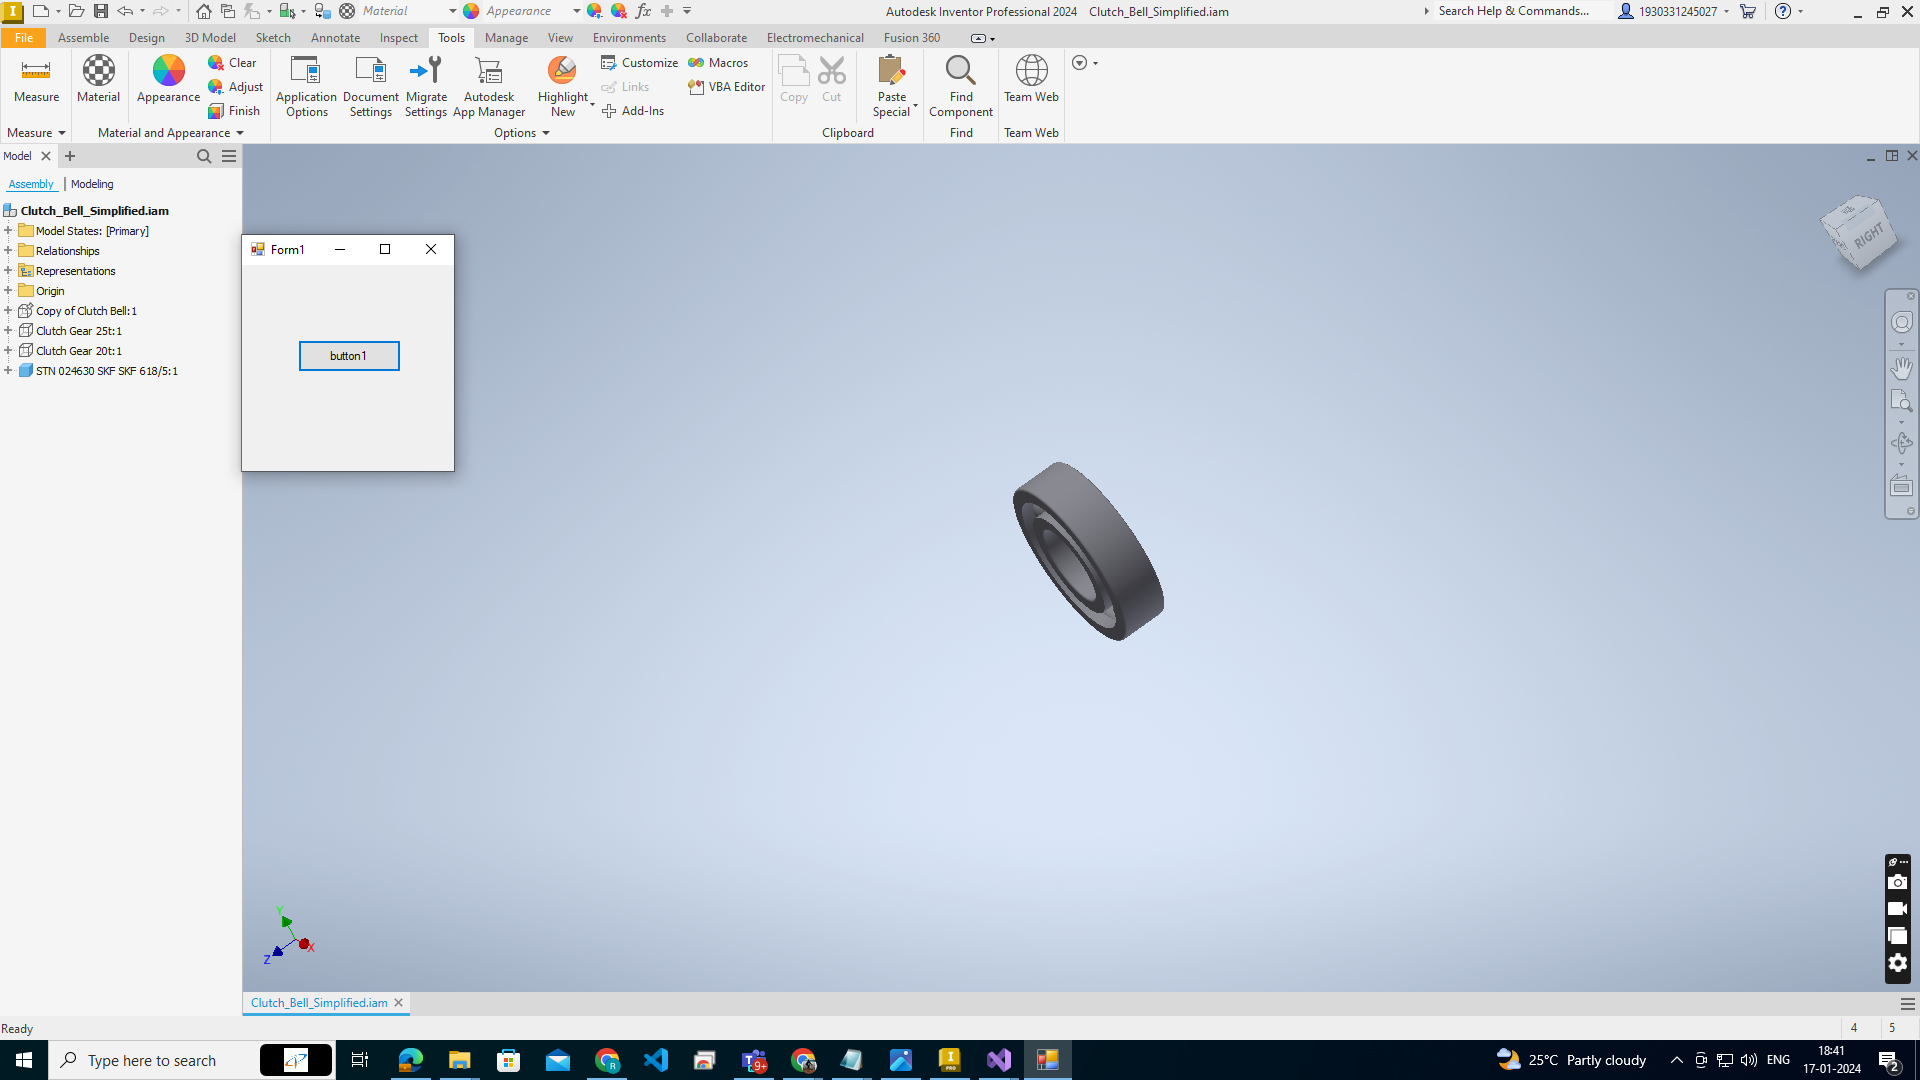 Material
Appearance
Autodesk Inventor Professional 2024 Clutch_Bell_Simplified.iam
Search Help & Commands...
1930331245027
File Assemble Design 3D Model Sketch Annotate Inspect Tools Manage View Environments Collaborate Electromechanical Fusion 360
Measure
Material
Appearance
Clear
Adjust
Finish
Application Options
Document Settings
Migrate Settings
Autodesk App Manager
Highlight New
Customize
Links
Add-Ins
Macros
VBA Editor
Copy
Cut
Paste Special
Find Component
Team Web
Measure
Material and Appearance
Options
Clipboard
Find
Team Web
Model
Assembly
Modeling
Clutch_Bell_Simplified.iam
Model States: [Primary]
Relationships
Representations
Origin
Copy of Clutch Bell:1
Clutch Gear 25t:1
Clutch Gear 20t:1
STN 024630 SKF SKF 618/5:1
Form1
button1
RIGHT
Y
X
Z
Clutch_Bell_Simplified.iam
Ready
4
5
Type here to search
9+
PRO
25°C Partly cloudy
ENG
18:41
17-01-2024
2